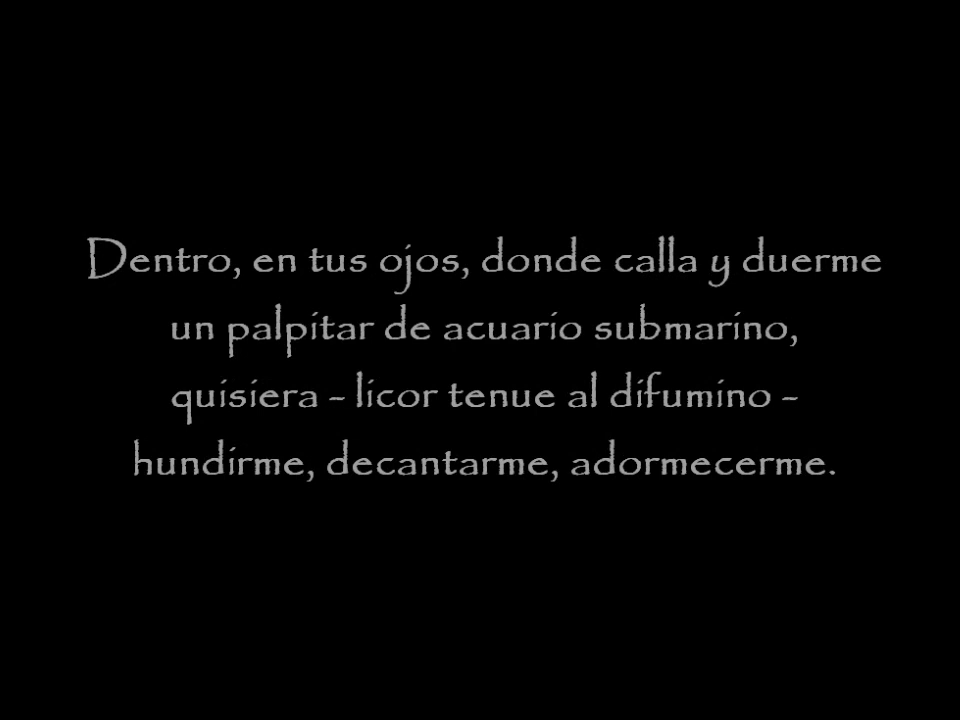 Dentro, en tus ojos, donde calla y duerme
un palpitar de acuario submarino,
quisiera - licor tenue al difumino -
hundirme, decantarme, adormecerme.